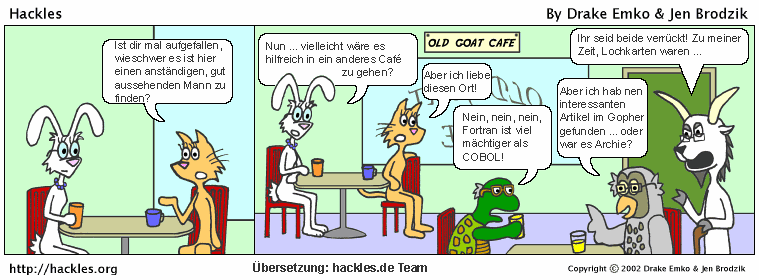 Hackles
By Drake Emko & Jen Brodzik
Ist dir mal aufgefallen,
wieschwer es ist hier
einen anständigen, gut
aussehenden Mann zu
finden?
Nun ... vielleicht wäre es
hilfreich in ein anderes Café
zu gehen?
Aber ich liebe
diesen Ort!
OLD GOAT CAFE
Nein, nein, nein,
Fortran ist viel
mächtiger als
COBOL!
Aber ich hab nen
interessanten
Artikel im Gopher
gefunden ... oder
war es Archie?
Ihr seid beide verrückt! Zu meiner
Zeit, Lochkarten waren ...
http://hackles.org
Übersetzung: hackles.de Team
Copyright © 2002 Drake Emko & Jen Brodzik